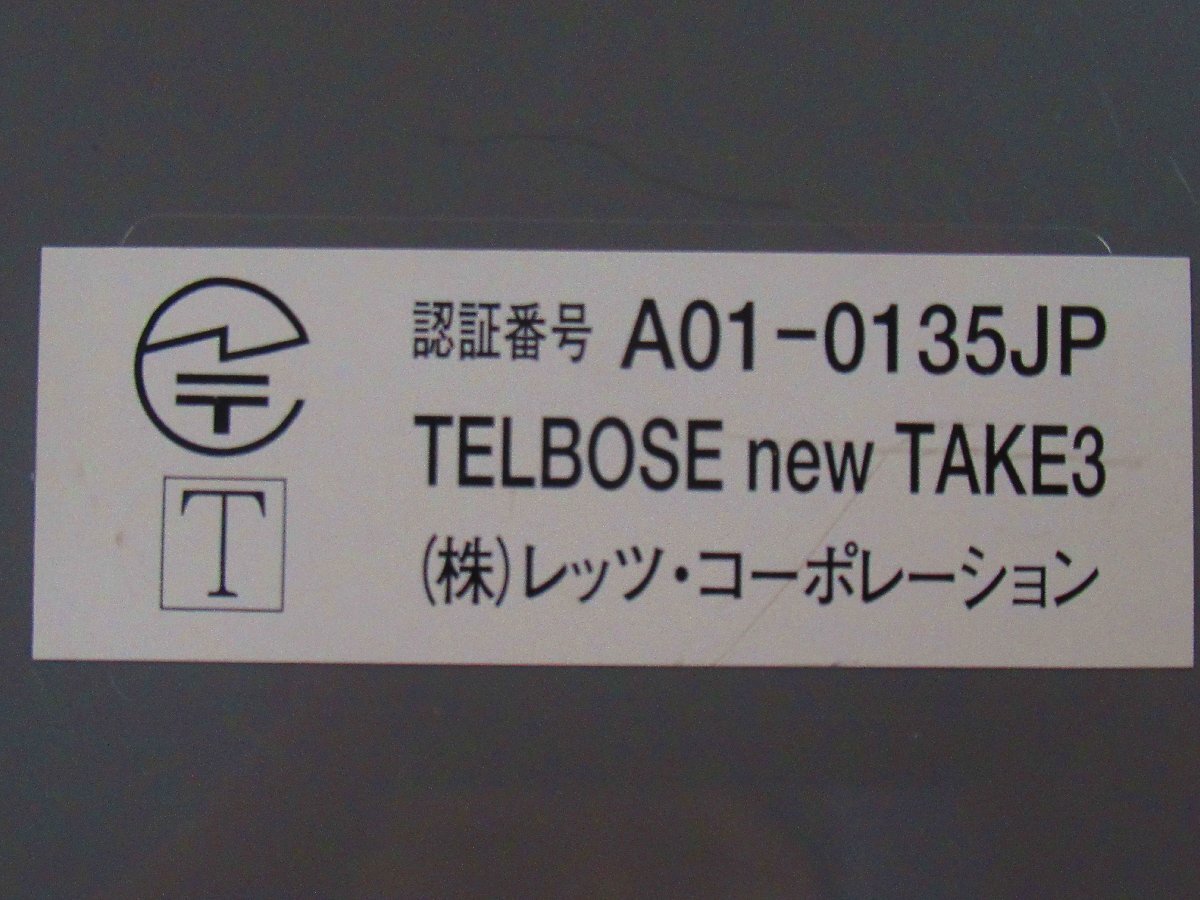 認証番号 A01-0135JP
TELBOSE new TAKE3
T
(株)レッツ・コーポレーション